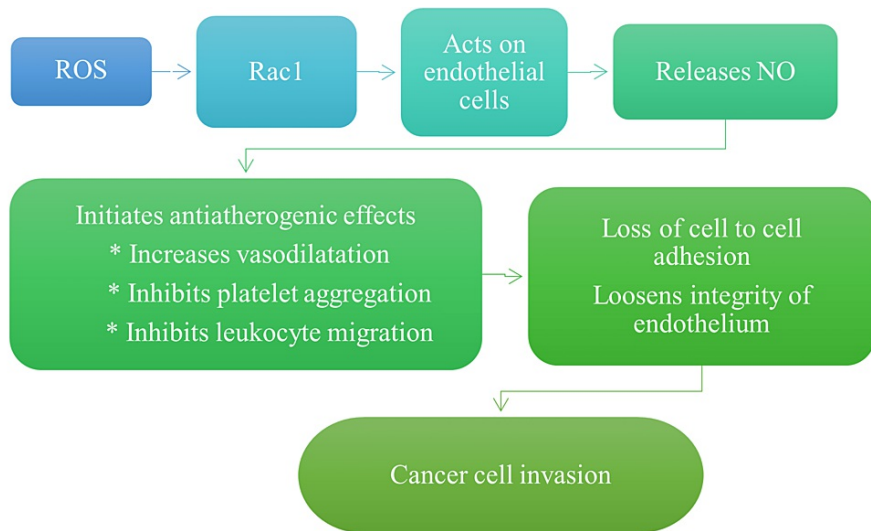 ROS
Rac1
Acts on
endothelial
cells
Releases NO
Initiates antiatherogenic effects
* Increases vasodilatation
* Inhibits platelet aggregation
* Inhibits leukocyte migration
Loss of cell to cell
adhesion
Loosens integrity of
endothelium
Cancer cell invasion